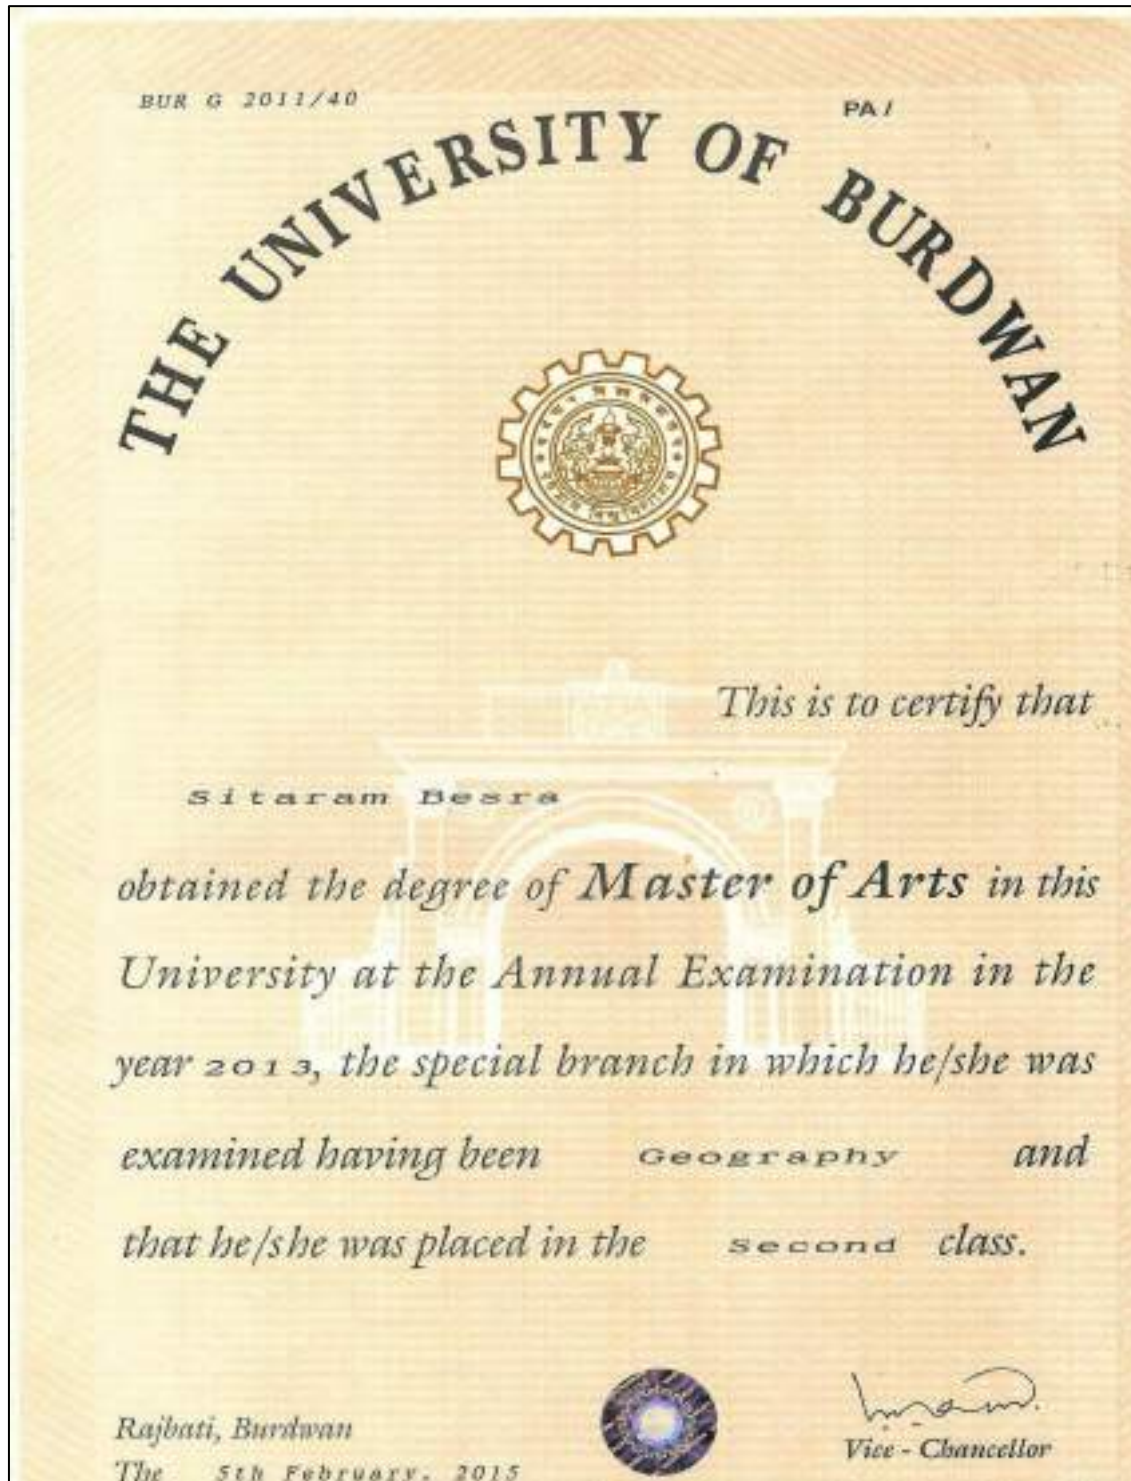 BUR G 2011/40
PA /
THE UNIVERSITY OF BURDWAN
This is to certify that
Sitaram Besra
obtained the degree of Master of Arts in this
University at the Annual Examination in the
year 2013, the special branch in which he/she was
examined having been Geography and
that he/she was placed in the Second class.
Rajbati, Burdwan
Vice - Chancellor
The 5th February, 2015